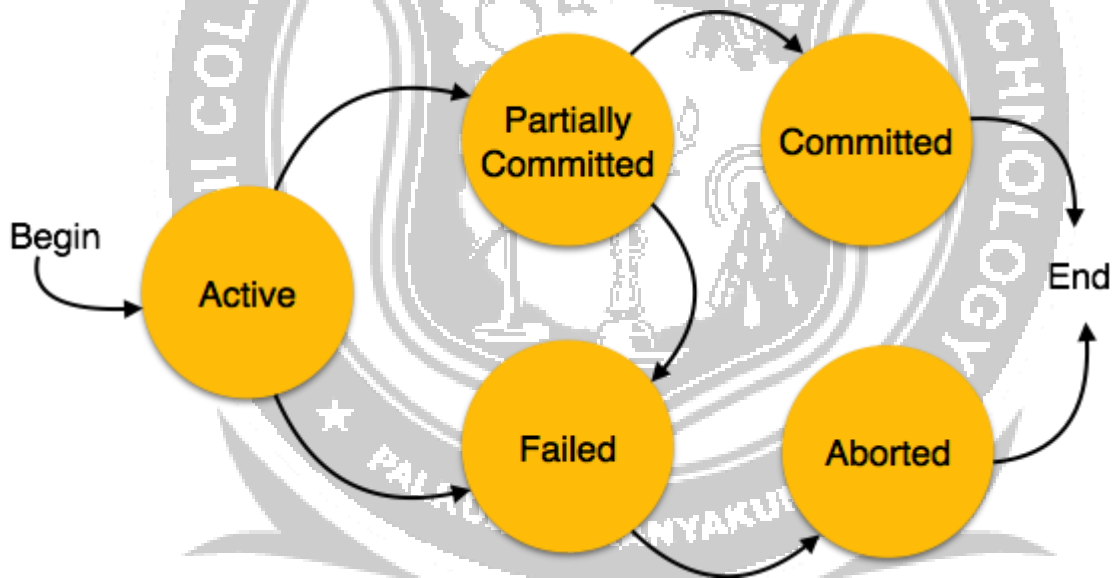 Partially
Committed
Committed
Begin
Active
End
Failed
Aborted